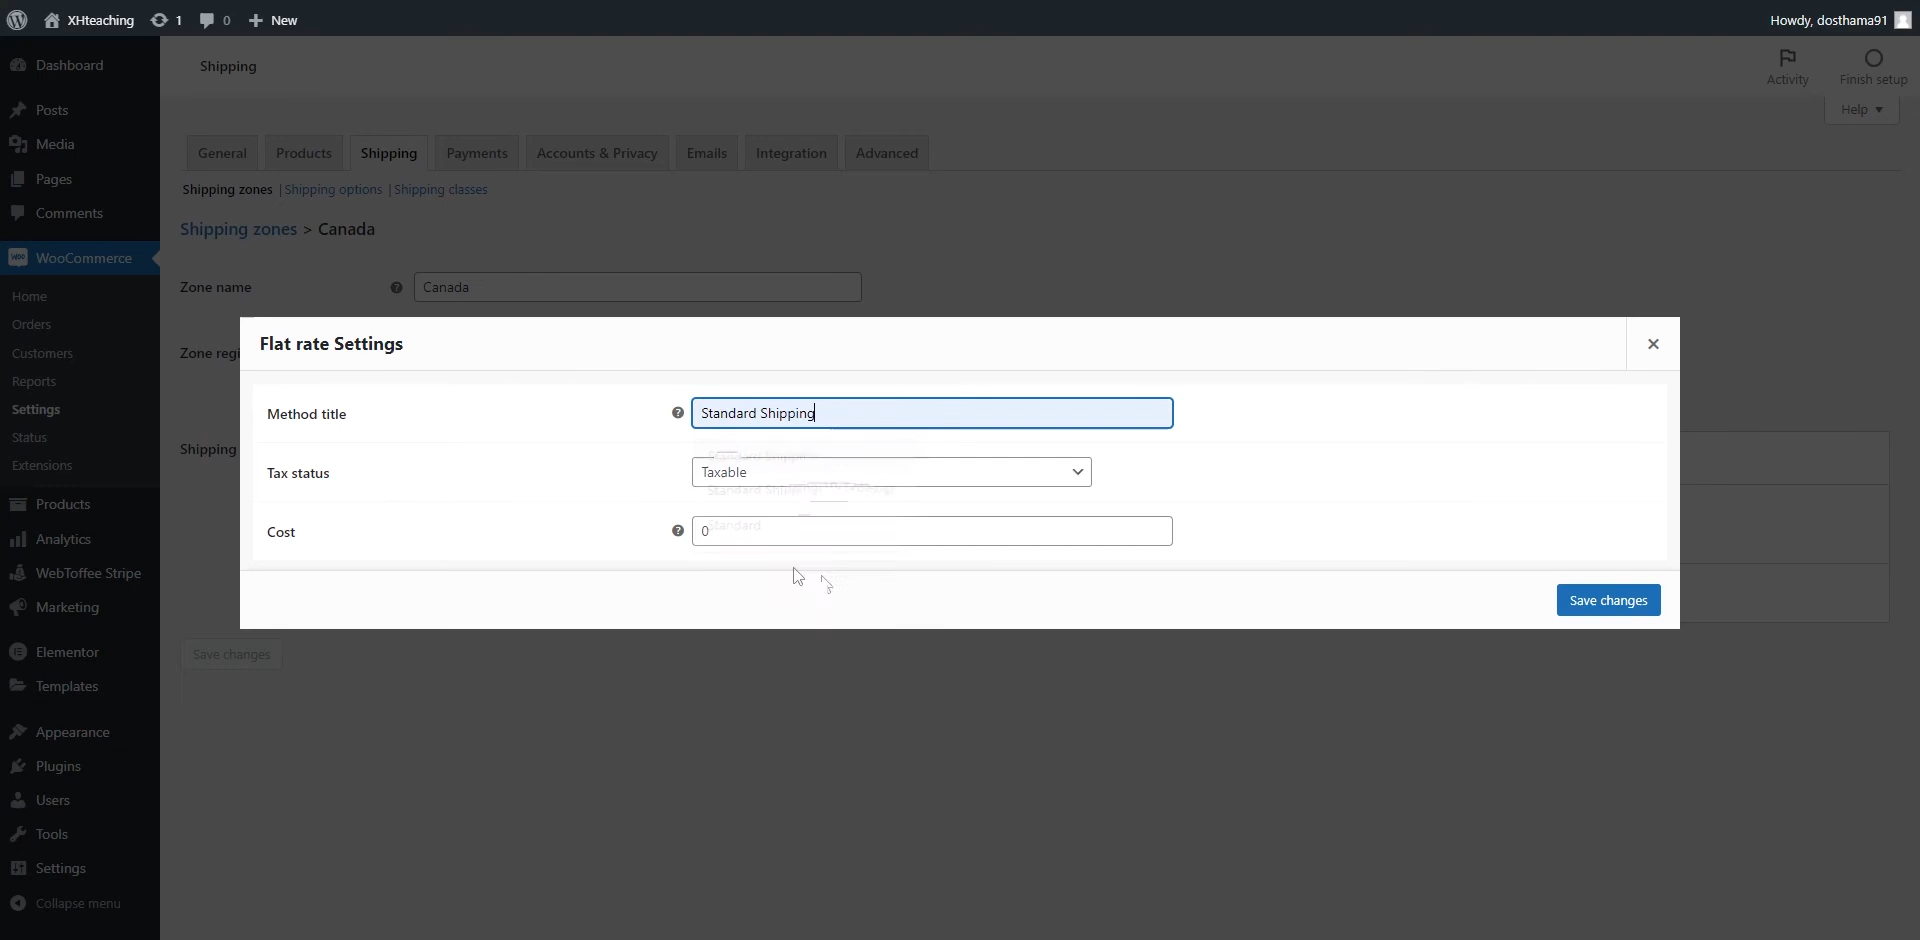 XHteaching 1 0 New Howdy, dosthama91
Dashboard
Posts
Media
Pages
Comments
WooCommerce
Home
Orders
Customers
Reports
Settings
Status
Extensions
Products
Analytics
WebToffee Stripe
Marketing
Elementor
Templates
Appearance
Plugins
Users
Tools
Settings
Collapse menu
Shipping
Activity
Finish setup
Help
General Products Shipping Payments Accounts & Privacy Emails Integration Advanced
Shipping zones | Shipping options | Shipping classes
Shipping zones > Canada
Zone name Canada
Zone regi
Shipping
Flat rate Settings
Method title Standard Shipping
Tax status Taxable
Cost 0
Standard
Save changes
Save changes